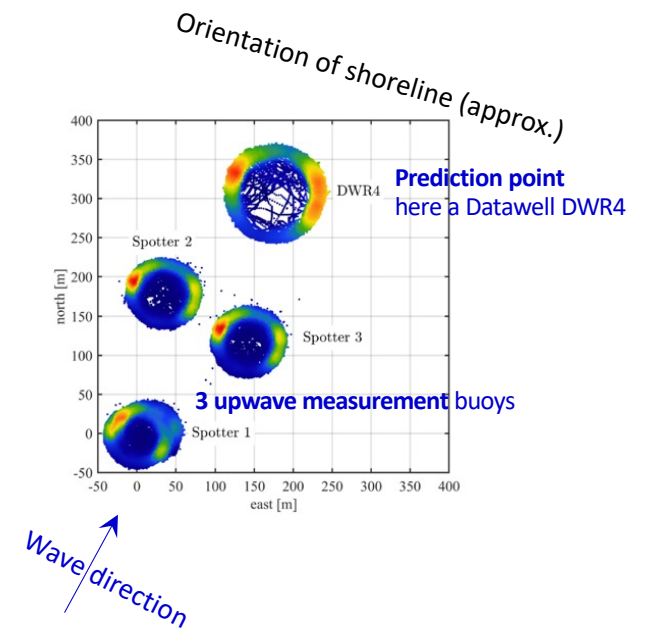 Orientation of shoreline (approx.)
400
350
300
250
200
150
100
50
0
-50
north [m]
DWR4
Prediction point
here a Datawell DWR4
Spotter 2
Spotter 3
3 upwave measurement buoys
Spotter 1
-50 0 50 100 150 200 250 300 350 400
east [m]
Wave direction